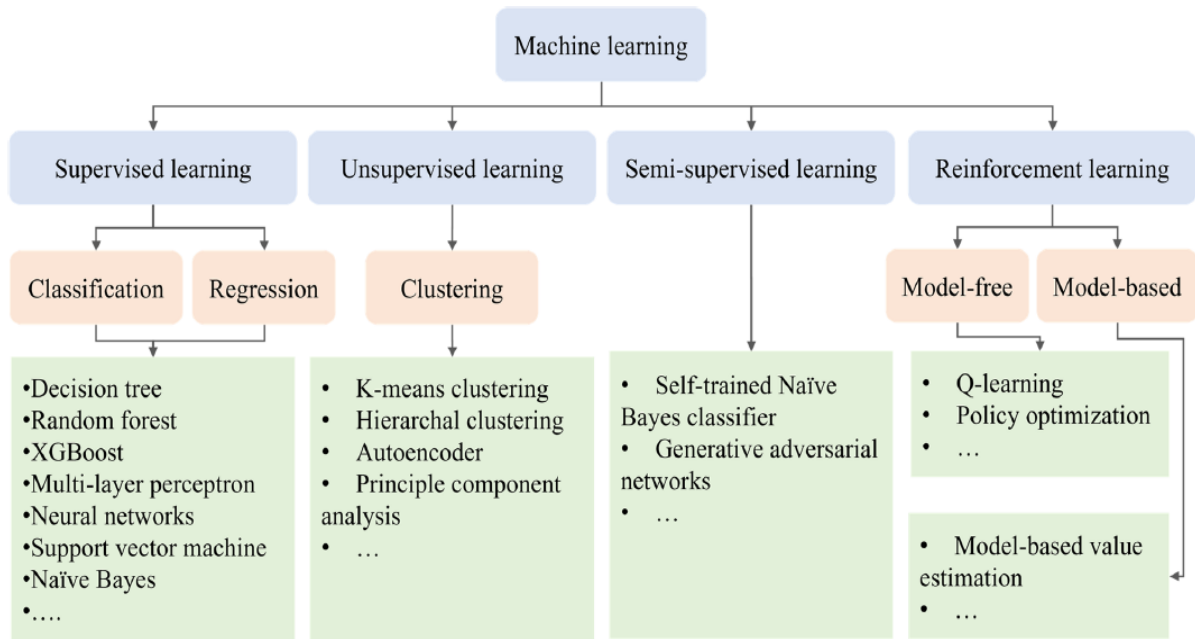 Machine learning
Supervised learning
Unsupervised learning
Semi-supervised learning
Reinforcement learning
Classification
Regression
Clustering
Model-free
Model-based
•Decision tree
•Random forest
•XGBoost
•Multi-layer perceptron
•Neural networks
•Support vector machine
•Naïve Bayes
•….
• K-means clustering
• Hierarchal clustering
• Autoencoder
• Principle component
analysis
• …
• Self-trained Naïve
Bayes classifier
• Generative adversarial
networks
• …
• Q-learning
• Policy optimization
• …
• Model-based value
estimation
• …